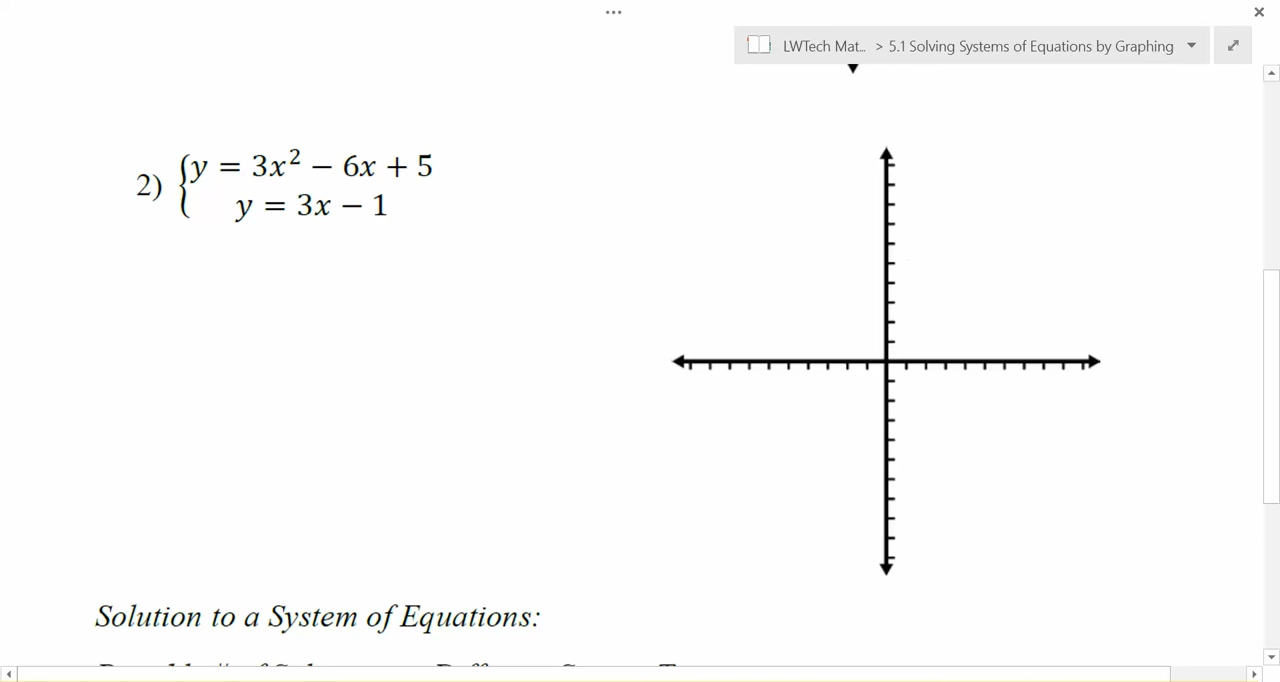 ...
LWTech Mat... > 5.1 Solving Systems of Equations by Graphing
2) { y = 3x² − 6x + 5
y = 3x − 1
Solution to a System of Equations: